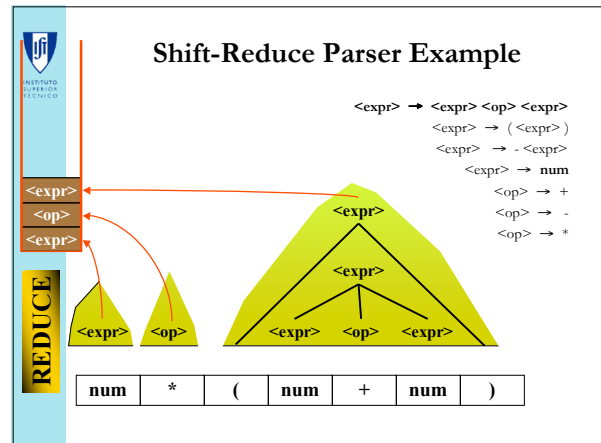 Shift-Reduce Parser Example
INSTITUTO
SUPERIOR
TÉCNICO
<expr> → <expr> <op> <expr>
<expr> → ( <expr> )
<expr> → - <expr>
<expr> → num
<op> → +
<op> → -
<op> → *
<expr>
<op>
<expr>
<expr>
<expr>
<expr> <op> <expr>
<expr>
<op>
REDUCE
num * ( num + num )